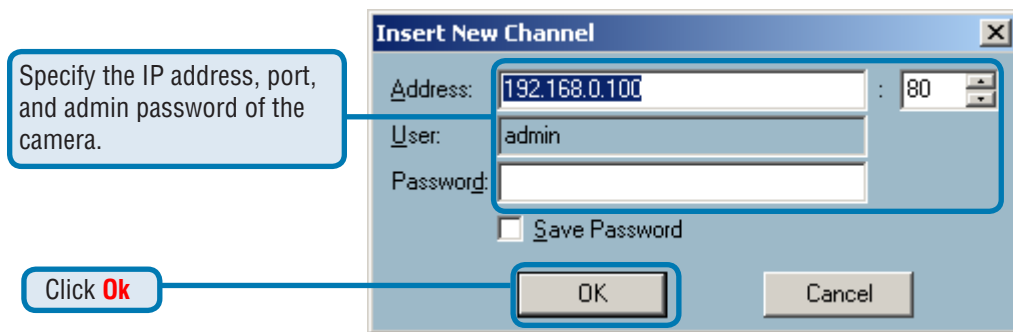 Insert New Channel
Specify the IP address, port,
and admin password of the
camera.
Address: 192.168.0.100 : 80
User: admin
Password:
Save Password
Click Ok
OK Cancel